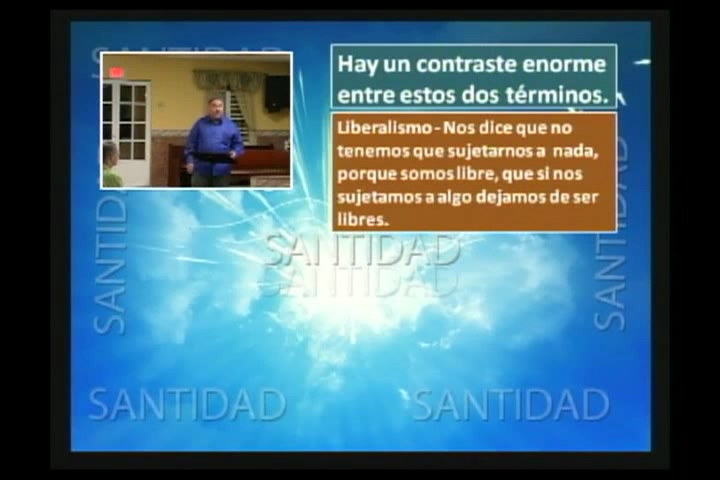 Hay un contraste enorme
entre estos dos términos.
Liberalismo - Nos dice que no
tenemos que sujetarnos a nada,
porque somos libre, que si nos
sujetamos a algo dejamos de ser
libres.
SANTIDAD
SANTIDAD
SANTIDAD
SANTIDAD
SANTIDAD
SANTIDAD
SANTIDAD
SANTIDAD